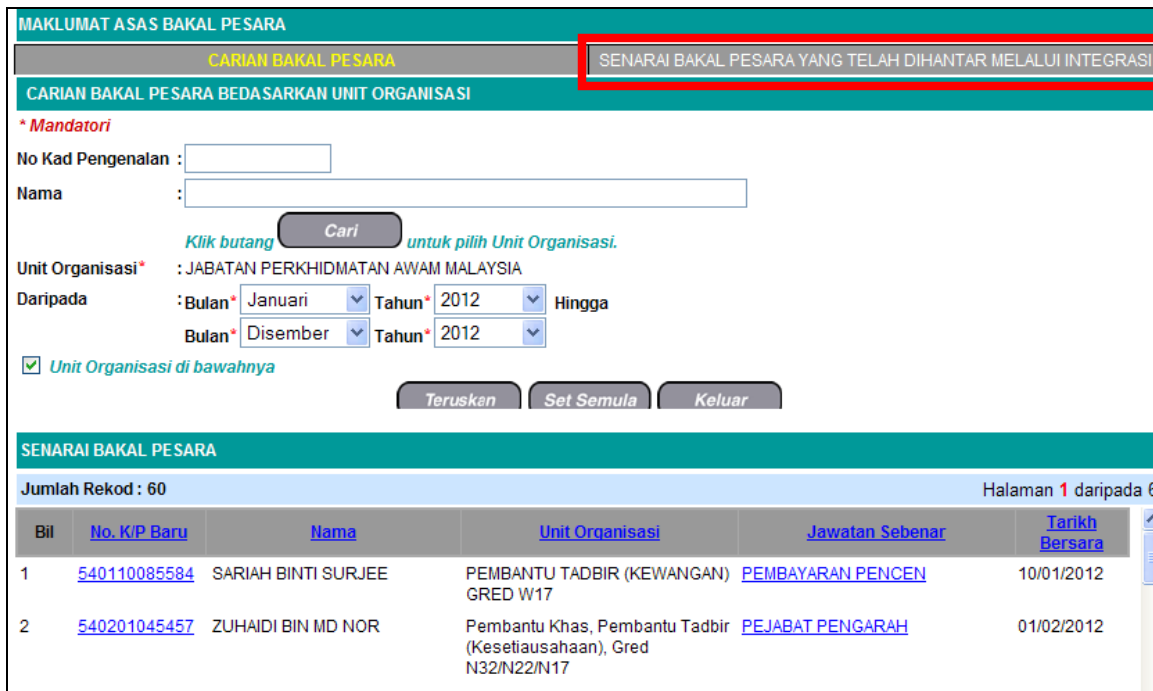 MAKLUMAT ASAS BAKAL PESARA
CARIAN BAKAL PESARA SENARAI BAKAL PESARA YANG TELAH DIHANTAR MELALUI INTEGRASI
CARIAN BAKAL PESARA BEDASARKAN UNIT ORGANISASI
* Mandatori
No Kad Pengenalan :
Nama :
Klik butang Cari untuk pilih Unit Organisasi.
Unit Organisasi* : JABATAN PERKHIDMATAN AWAM MALAYSIA
Daripada : Bulan* Januari Tahun* 2012 Hingga
Bulan* Disember Tahun* 2012
Unit Organisasi di bawahnya
Teruskan Set Semula Keluar
SENARAI BAKAL PESARA
Jumlah Rekod : 60 Halaman 1 daripada 6
Bil No. K/P Baru Nama Unit Organisasi Jawatan Sebenar Tarikh Bersara
1 540110085584 SARIAH BINTI SURJEE PEMBANTU TADBIR (KEWANGAN) PEMBAYARAN PENCEN 10/01/2012
GRED W17
2 540201045457 ZUHAIDI BIN MD NOR Pembantu Khas, Pembantu Tadbir PEJABAT PENGARAH 01/02/2012
(Kesetiausahaan), Gred
N32/N22/N17